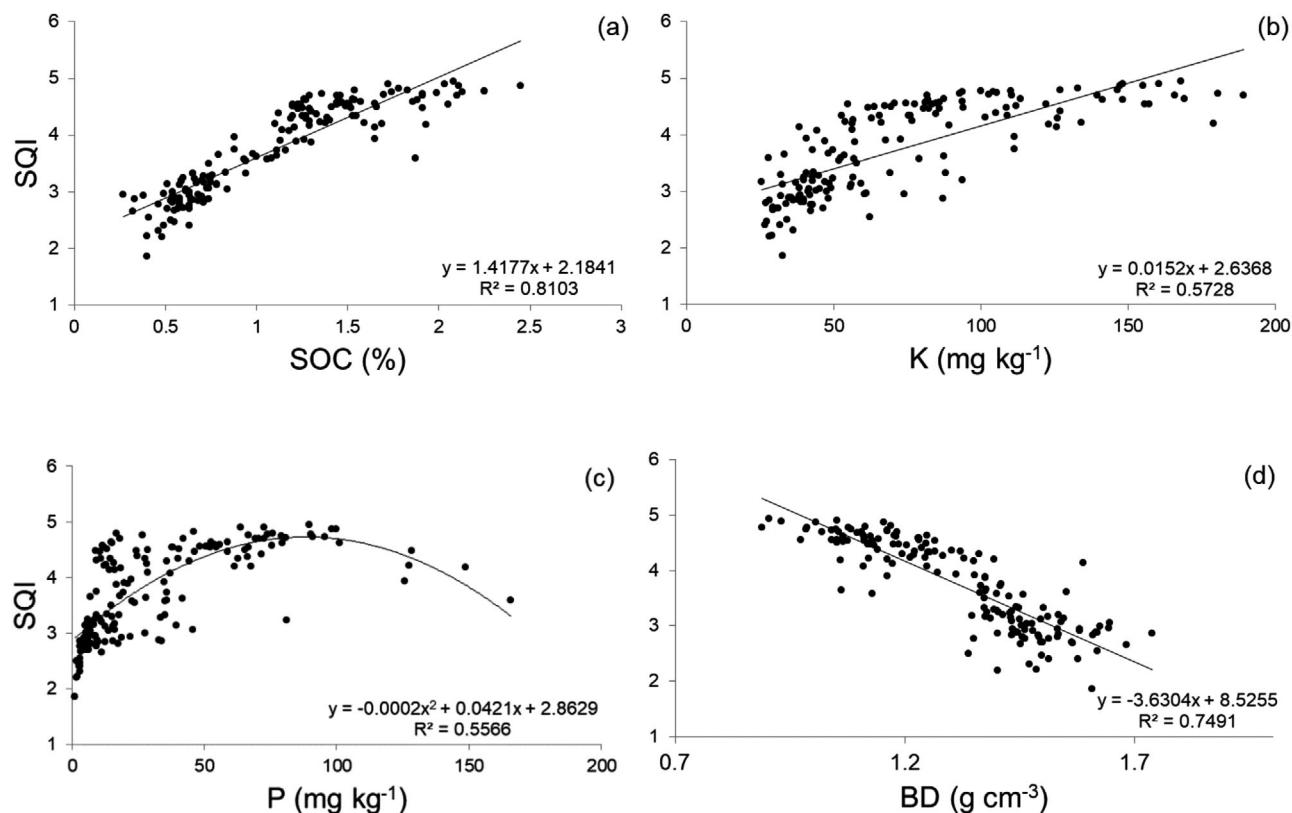 (a)
6
5
4
3
2
1
SQI
y = 1.4177x + 2.1841
R² = 0.8103
0 0.5 1 1.5 2 2.5 3
SOC (%)
(b)
6
5
4
3
2
1
y = 0.0152x + 2.6368
R² = 0.5728
0 50 100 150 200
K (mg kg⁻¹)
(c)
6
5
4
3
2
1
SQI
y = -0.0002x² + 0.0421x + 2.8629
R² = 0.5566
0 50 100 150 200
P (mg kg⁻¹)
(d)
6
5
4
3
2
1
y = -3.6304x + 8.5255
R² = 0.7491
0.7 1.2 1.7
BD (g cm⁻³)